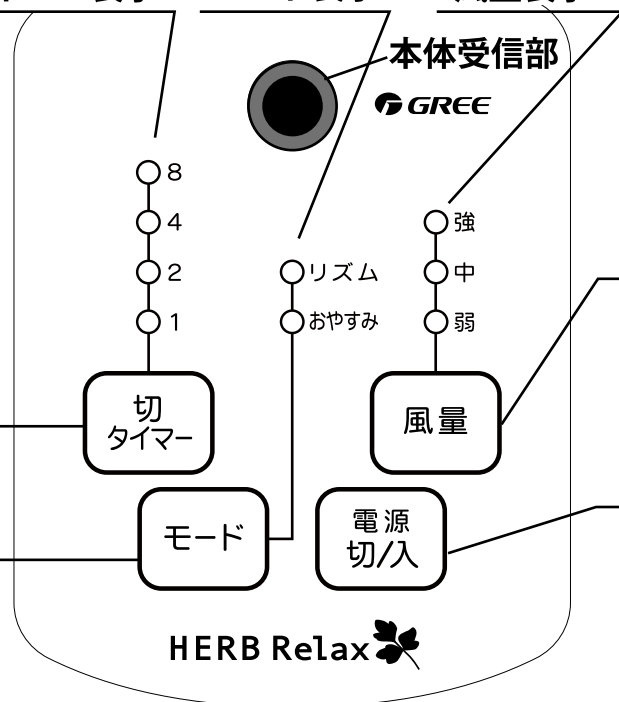 本体受信部
GREE
8
4
2
1
リズム
おやすみ
強
中
弱
切
タイマー
風量
モード
電源
切/入
HERB Relax